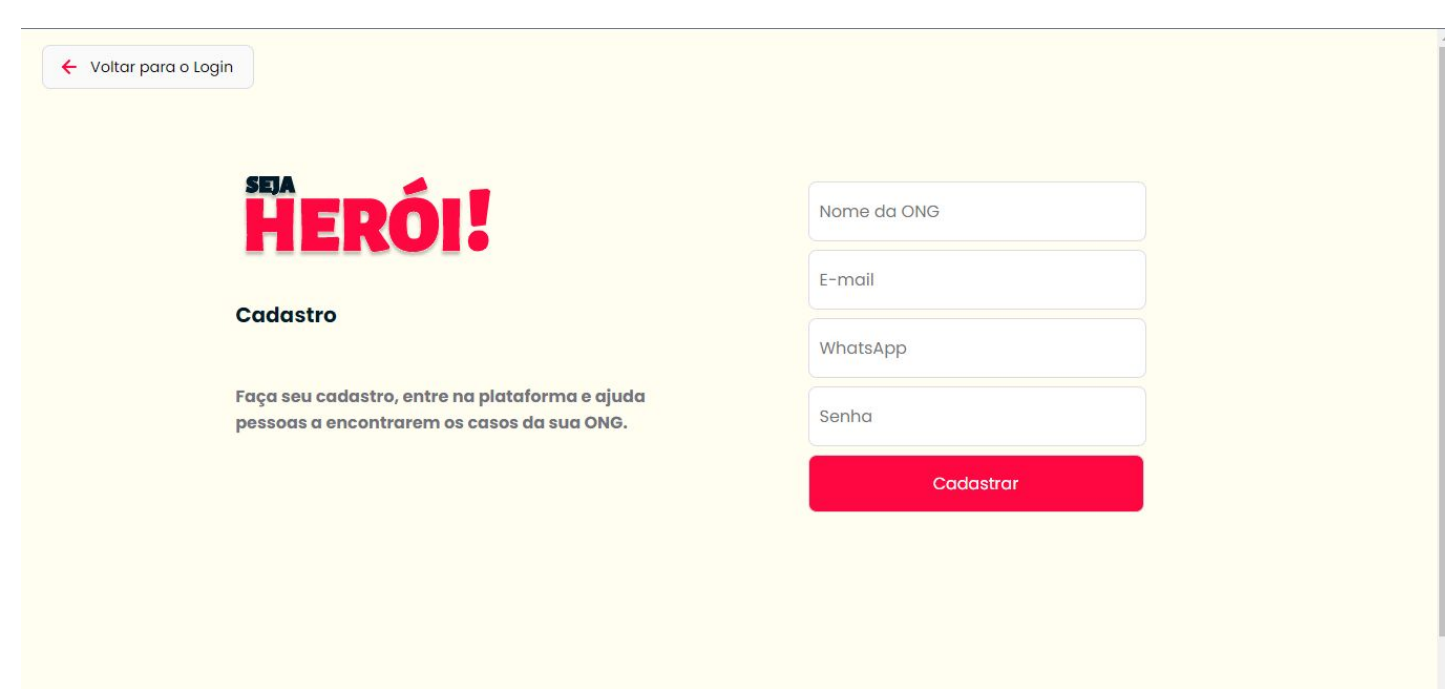 Voltar para o Login
SEJA
HERÓI!
Cadastro
Faça seu cadastro, entre na plataforma e ajuda
pessoas a encontrarem os casos da sua ONG.
Nome da ONG
E-mail
WhatsApp
Senha
Cadastrar